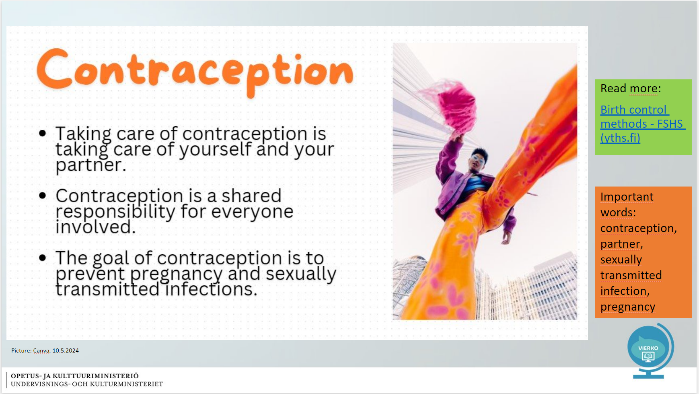 Contraception
• Taking care of contraception is
taking care of yourself and your
partner.
• Contraception is a shared
responsibility for everyone
involved.
• The goal of contraception is to
prevent pregnancy and sexually
transmitted infections.
Read more:
Birth control
methods - FSHS
(yths.fi)
Important
words:
contraception,
partner,
sexually
transmitted
infection,
pregnancy
VIERKO
Picture: Canva. 10.5.2024
OPETUS- JA KULTTUURIMINISTERIÖ
UNDERVISNINGS- OCH KULTURMINISTERIET